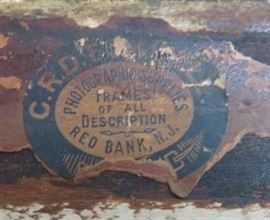 C. R. D.
PHOTOGRAPHIC SUPPLIES
FRAMES
OF ALL
DESCRIPTION
RED BANK, N.J.